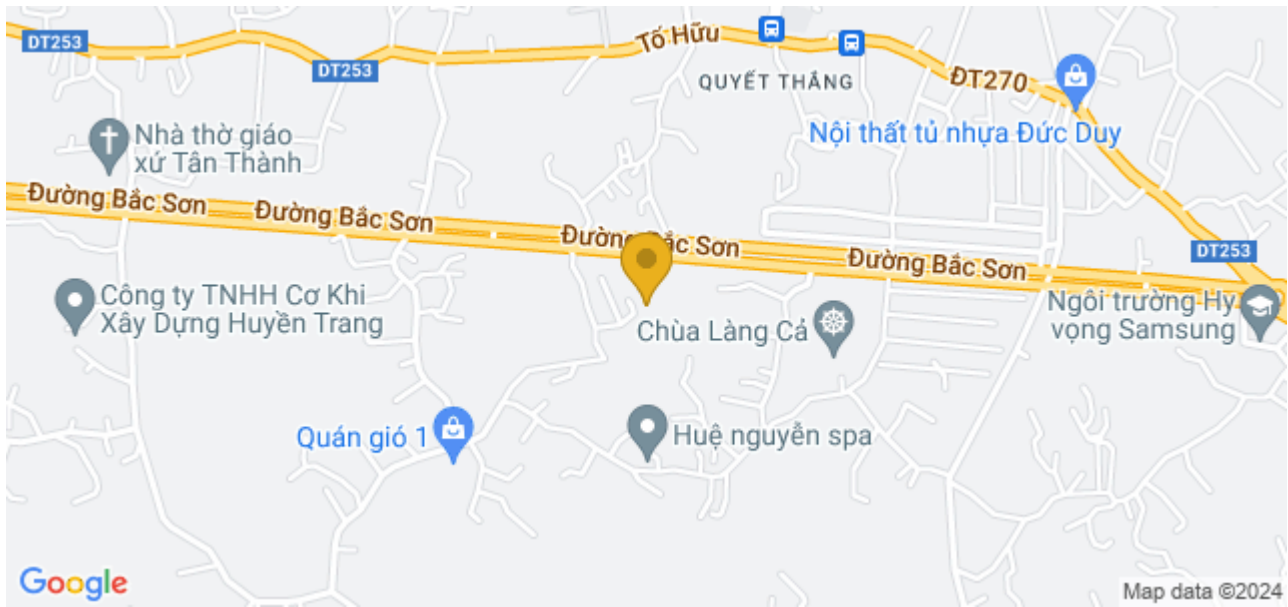 DT253
Tố Hữu
DT253
QUYẾT THẮNG
ĐT270
Nội thất tủ nhựa Đức Duy
Nhà thờ giáo
xứ Tân Thành
Đường Bắc Sơn
Đường Bắc Sơn
Đường Bắc Sơn
Đường Bắc Sơn
DT253
Công ty TNHH Cơ Khi
Xây Dựng Huyền Trang
Chùa Làng Cả
Ngôi trường Hy
vọng Samsung
Quán gió 1
Huệ nguyễn spa
Google
Map data ©2024